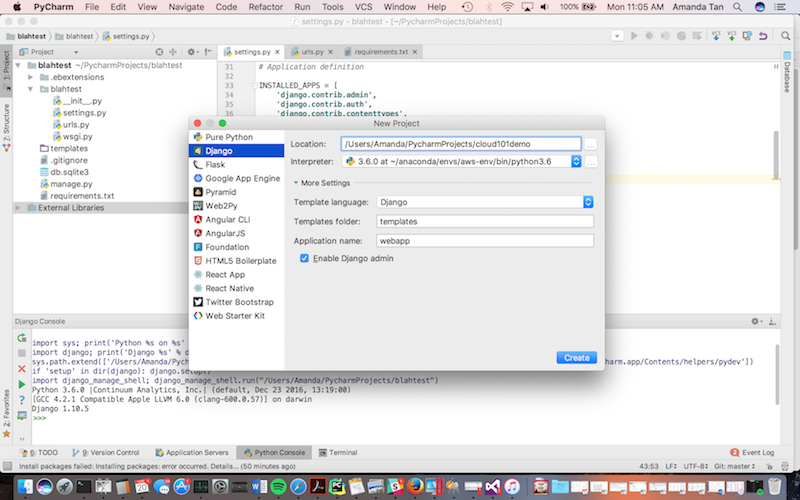 PyCharm File Edit View Navigate Code Refactor Run Tools VCS Window Help 100% Mon 11:05 AM Amanda Tan
settings.py - blahtest - [~/PycharmProjects/blahtest]
blahtest blahtest settings.py
Project
settings.py urls.py requirements.txt
1: Project
2: Structure
2: Favorites
Database
blahtest ~/PycharmProjects/blahtest
.ebextensions
blahtest
__init__.py
settings.py
urls.py
wsgi.py
templates
.gitignore
db.sqlite3
manage.py
requirements.txt
External Libraries
31 # Application definition
32
33 INSTALLED_APPS = [
34 'django.contrib.admin',
35 'django.contrib.auth',
36 'django.contrib.contenttypes',
New Project
Pure Python
Django
Flask
Google App Engine
Pyramid
Web2Py
Angular CLI
AngularJS
Foundation
HTML5 Boilerplate
React App
React Native
Twitter Bootstrap
Web Starter Kit
Location: /Users/Amanda/PycharmProjects/cloud101demo
Interpreter: 3.6.0 at ~/anaconda/envs/aws-env/bin/python3.6
More Settings
Template language: Django
Templates folder: templates
Application name: webapp
Enable Django admin
Create
Django Console
import sys; print('Python %s on %s'
import django; print('Django %s' % d
sys.path.extend(['/Users/Amanda/Pych
rm.app/Contents/helpers/pydev'])
if 'setup' in dir(django): django.setup()
import django_manage_shell; django_manage_shell.run("/Users/Amanda/PycharmProjects/blahtest")
Python 3.6.0 |Continuum Analytics, Inc.| (default, Dec 23 2016, 13:19:00)
[GCC 4.2.1 Compatible Apple LLVM 6.0 (clang-600.0.57)] on darwin
Django 1.10.5
>>>
6: TODO 9: Version Control Application Servers Python Console Terminal Event Log
Install packages failed: Installing packages: error occurred. Details... (50 minutes ago) 43:53 LF UTF-8 Git: master